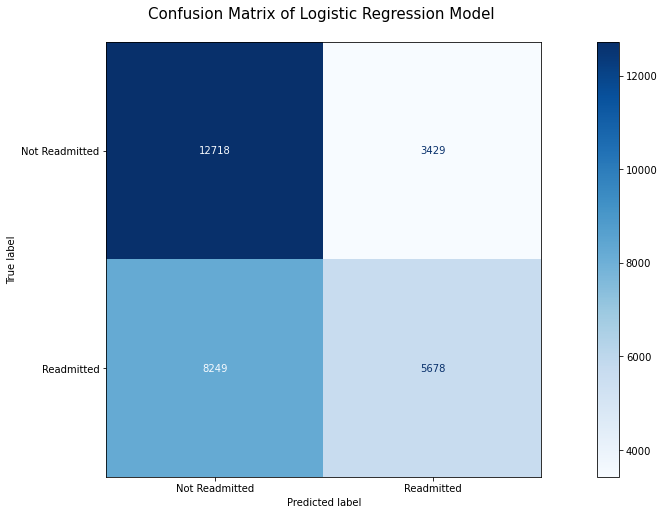 Confusion Matrix of Logistic Regression Model
12000
Not Readmitted
12718
3429
10000
True label
8000
6000
Readmitted
8249
5678
4000
Not Readmitted
Readmitted
Predicted label